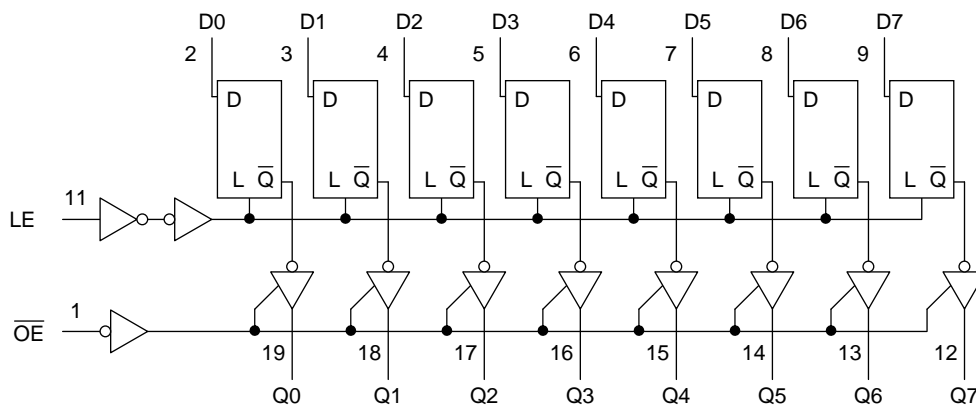 D0 D1 D2 D3 D4 D5 D6 D7
2 3 4 5 6 7 8 9
D D D D D D D D
L Q̅ L Q̅ L Q̅ L Q̅ L Q̅ L Q̅ L Q̅ L Q̅
11
LE
1
O̅E̅
19 18 17 16 15 14 13 12
Q0 Q1 Q2 Q3 Q4 Q5 Q6 Q7